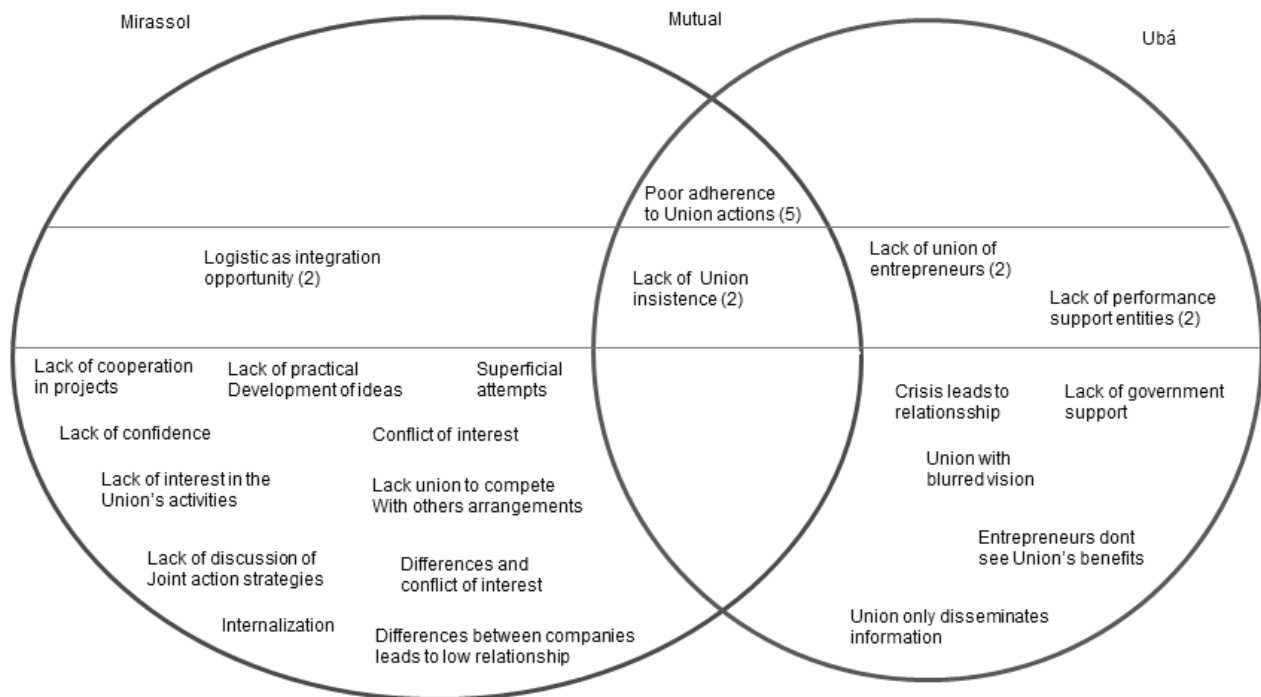 Mirassol
Mutual
Ubá
Poor adherence
to Union actions (5)
Logistic as integration
opportunity (2)
Lack of Union
insistence (2)
Lack of union of
entrepreneurs (2)
Lack of performance
support entities (2)
Lack of cooperation
in projects
Lack of practical
Development of ideas
Superficial
attempts
Crisis leads to
relationsship
Lack of government
support
Lack of confidence
Conflict of interest
Union with
blurred vision
Lack of interest in the
Union's activities
Lack union to compete
With others arrangements
Entrepreneurs dont
see Union's benefits
Lack of discussion of
Joint action strategies
Differences and
conflict of interest
Union only disseminates
information
Internalization
Differences between companies
leads to low relationship